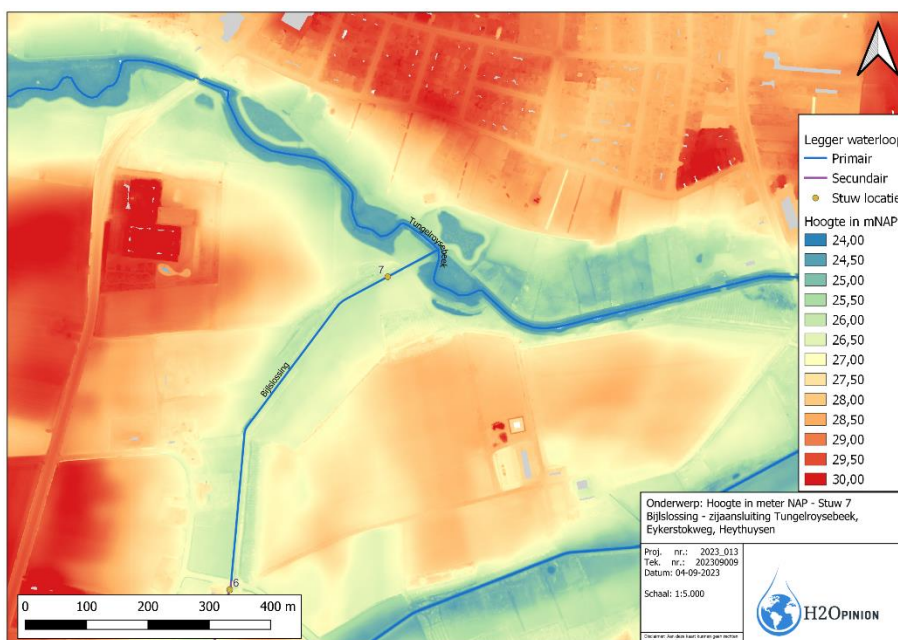 Tungelroysebeek
7
Bijlslossing
6
0 100 200 300 400 m
Legger waterloop
Primair
Secundair
Stuw locatie
Hoogte in mNAP
24,00
24,50
25,00
25,50
26,00
26,50
27,00
27,50
28,00
28,50
29,00
29,50
30,00
Onderwerp: Hoogte in meter NAP - Stuw 7
Bijlslossing - zijaansluiting Tungelroysebeek,
Eykerstokweg, Heythuysen
Proj. nr.: 2023_013
Tek. nr.: 202309009
Datum: 04-09-2023
Schaal: 1:5.000
H2OPINION